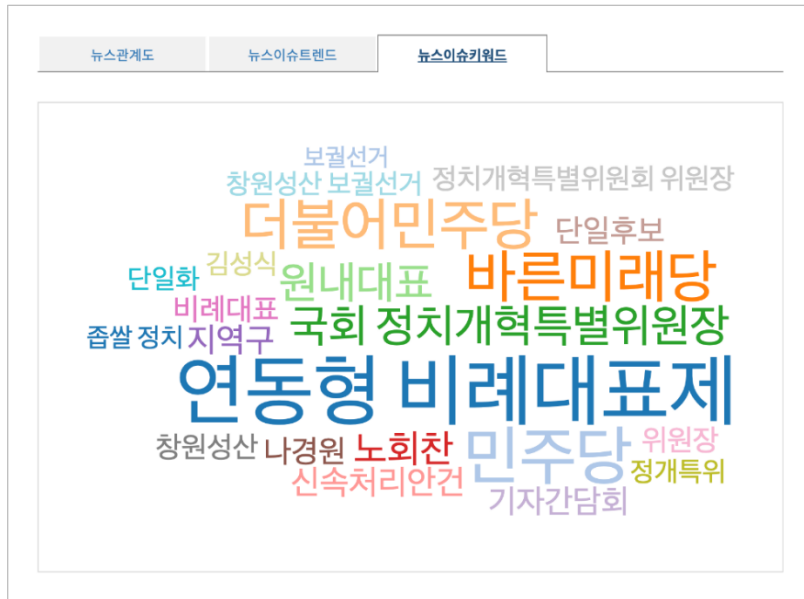 뉴스관계도 뉴스이슈트렌드 뉴스이슈키워드
보궐선거
창원성산 보궐선거 정치개혁특별위원회 위원장
더불어민주당 단일후보
김성식
단일화 원내대표 바른미래당
비례대표
좁쌀 정치 지역구 국회 정치개혁특별위원장
연동형 비례대표제
창원성산 나경원 노회찬 민주당 위원장
신속처리안건 정개특위
기자간담회